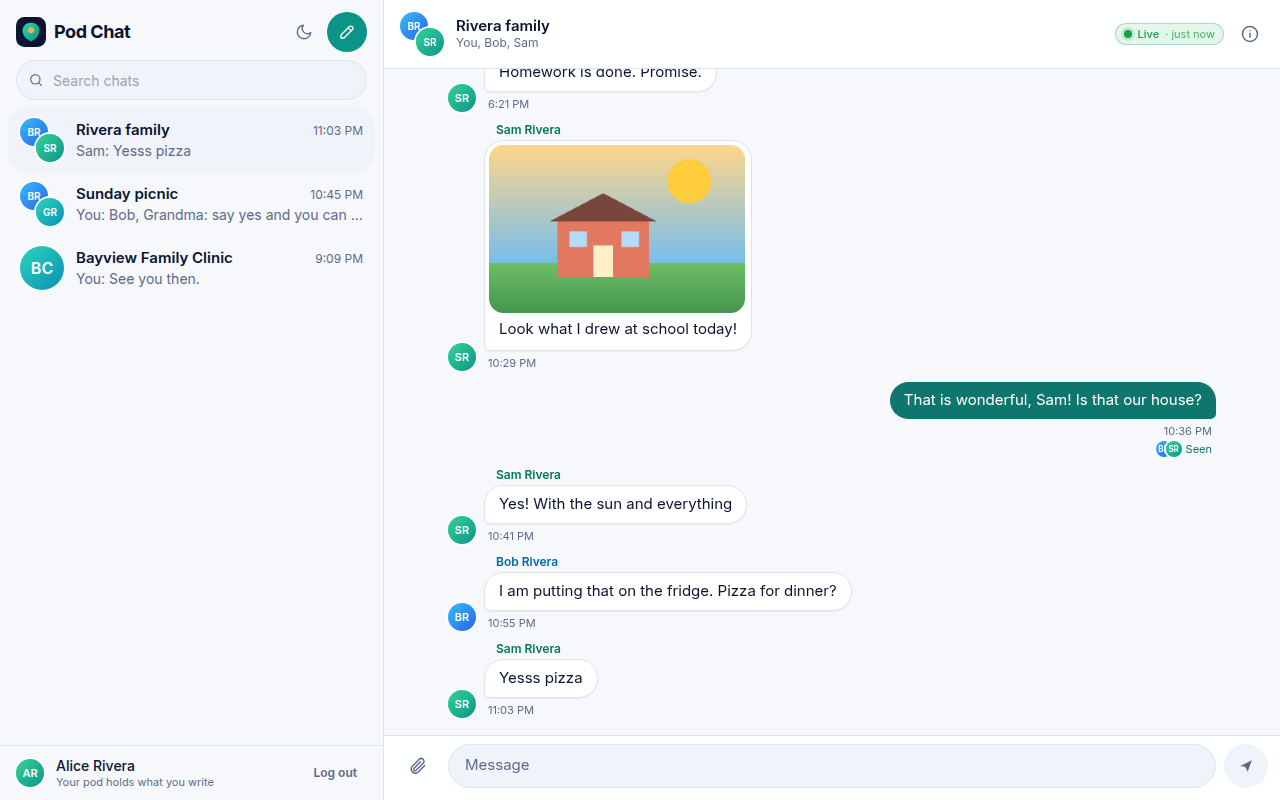 Pod Chat
Search chats
BR
SR
Rivera family
11:03 PM
Sam: Yesss pizza
BR
GR
Sunday picnic
10:45 PM
You: Bob, Grandma: say yes and you can ...
BC
Bayview Family Clinic
9:09 PM
You: See you then.
AR
Alice Rivera
Your pod holds what you write
Log out
BR
SR
Rivera family
You, Bob, Sam
Live · just now
Homework is done. Promise.
SR
6:21 PM
Sam Rivera
Look what I drew at school today!
SR
10:29 PM
That is wonderful, Sam! Is that our house?
10:36 PM
SR Seen
Sam Rivera
Yes! With the sun and everything
SR
10:41 PM
Bob Rivera
I am putting that on the fridge. Pizza for dinner?
BR
10:55 PM
Sam Rivera
Yesss pizza
SR
11:03 PM
Message